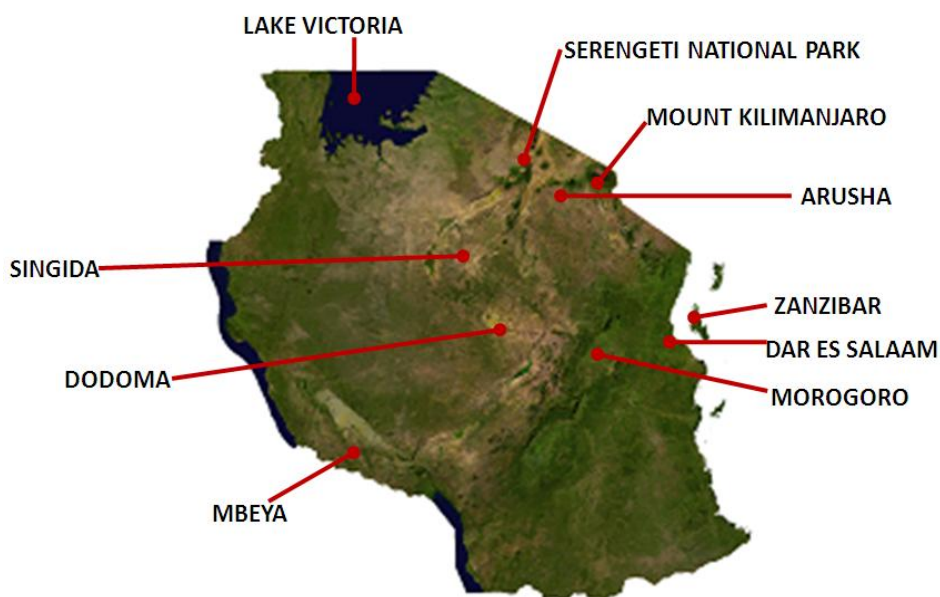 LAKE VICTORIA
SERENGETI NATIONAL PARK
MOUNT KILIMANJARO
ARUSHA
SINGIDA
ZANZIBAR
DAR ES SALAAM
DODOMA
MOROGORO
MBEYA